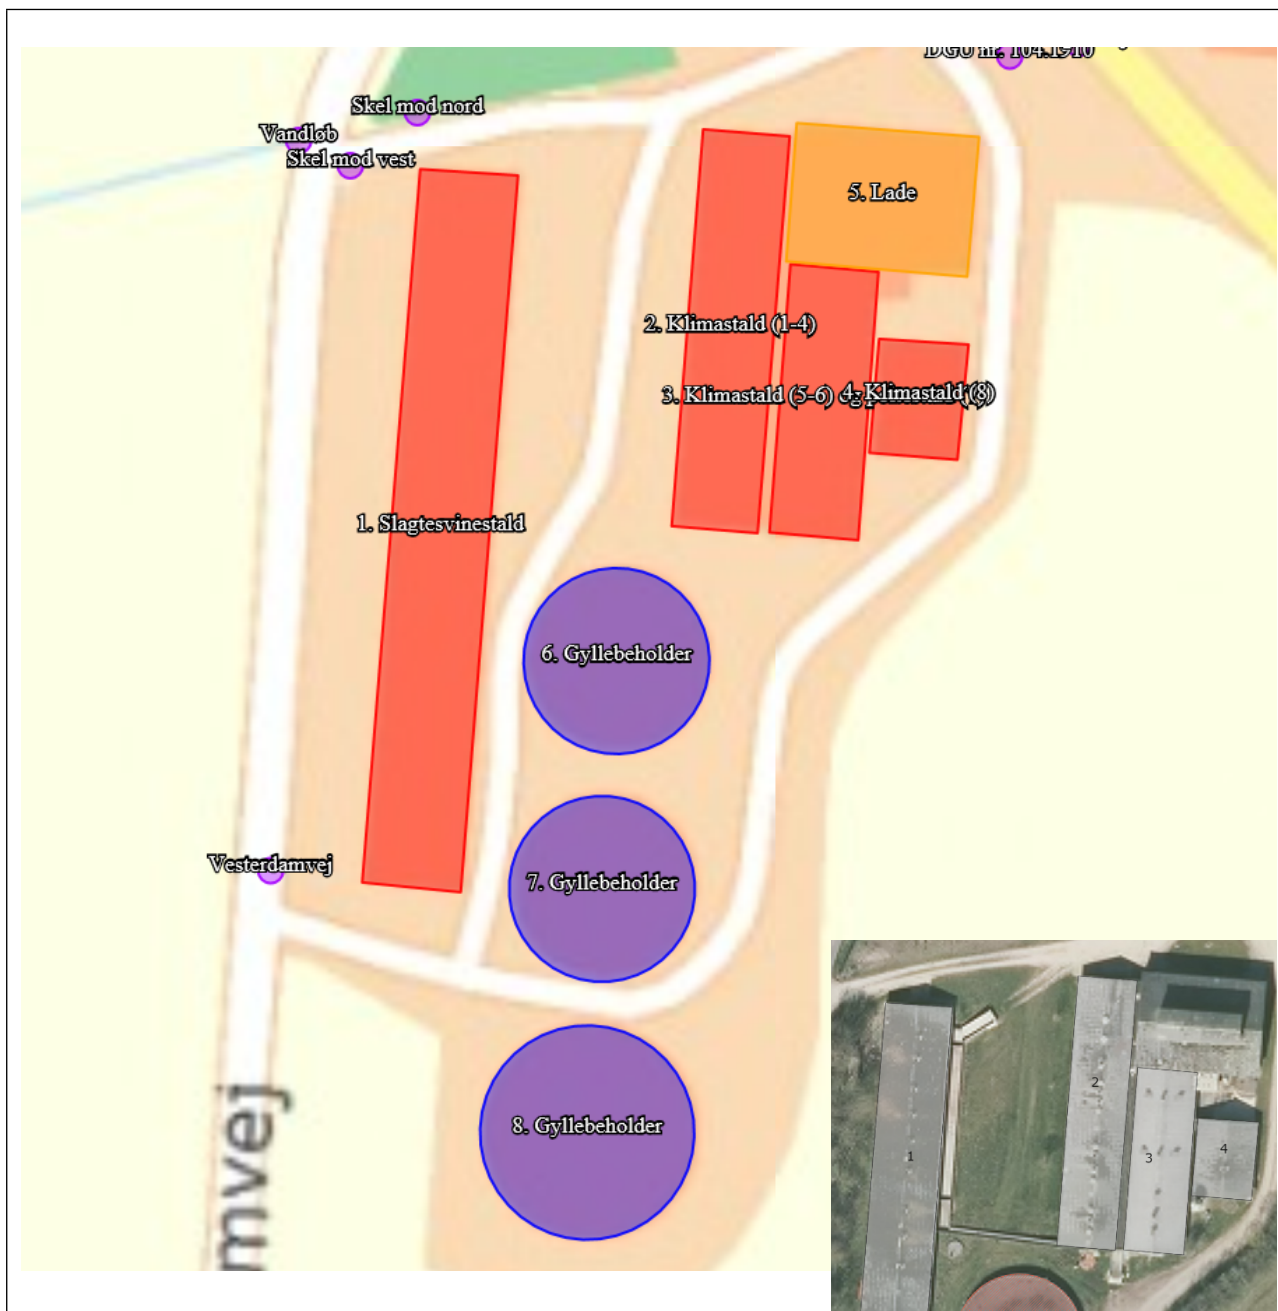 DGU nr. 104.1910
Skel mod nord
Vandløb
Skel mod vest
5. Lade
2. Klimastald (1-4)
3. Klimastald (5-6)
4. Klimastald (8)
1. Slagtesvinestald
6. Gyllebeholder
Vesterdamvej
7. Gyllebeholder
8. Gyllebeholder
mvej
2
1
3
4